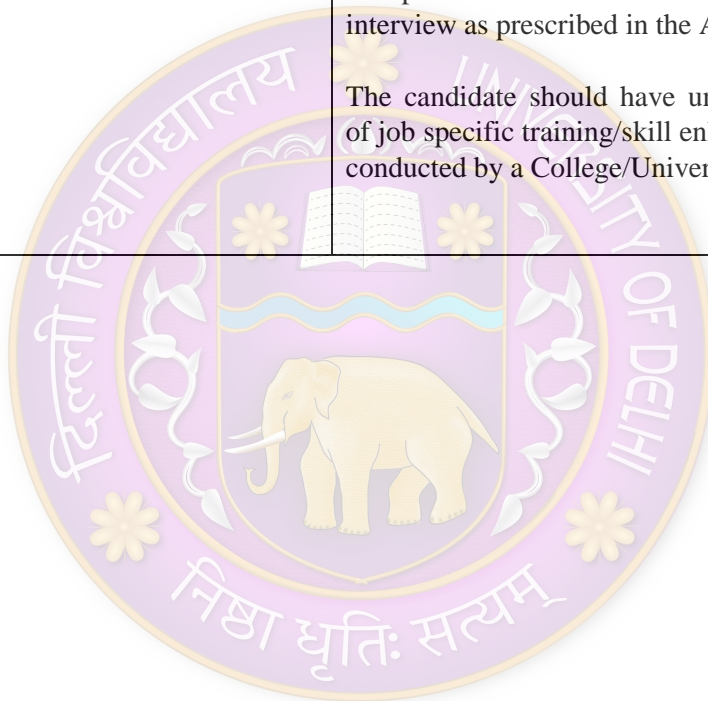 interview as prescribed in the A
The candidate should have un
of job specific training/skill en
conducted by a College/Univer
दिल्ली विश्वविद्यालय
UNIVERSITY OF DELHI
निष्ठा धृतिः सत्यम्